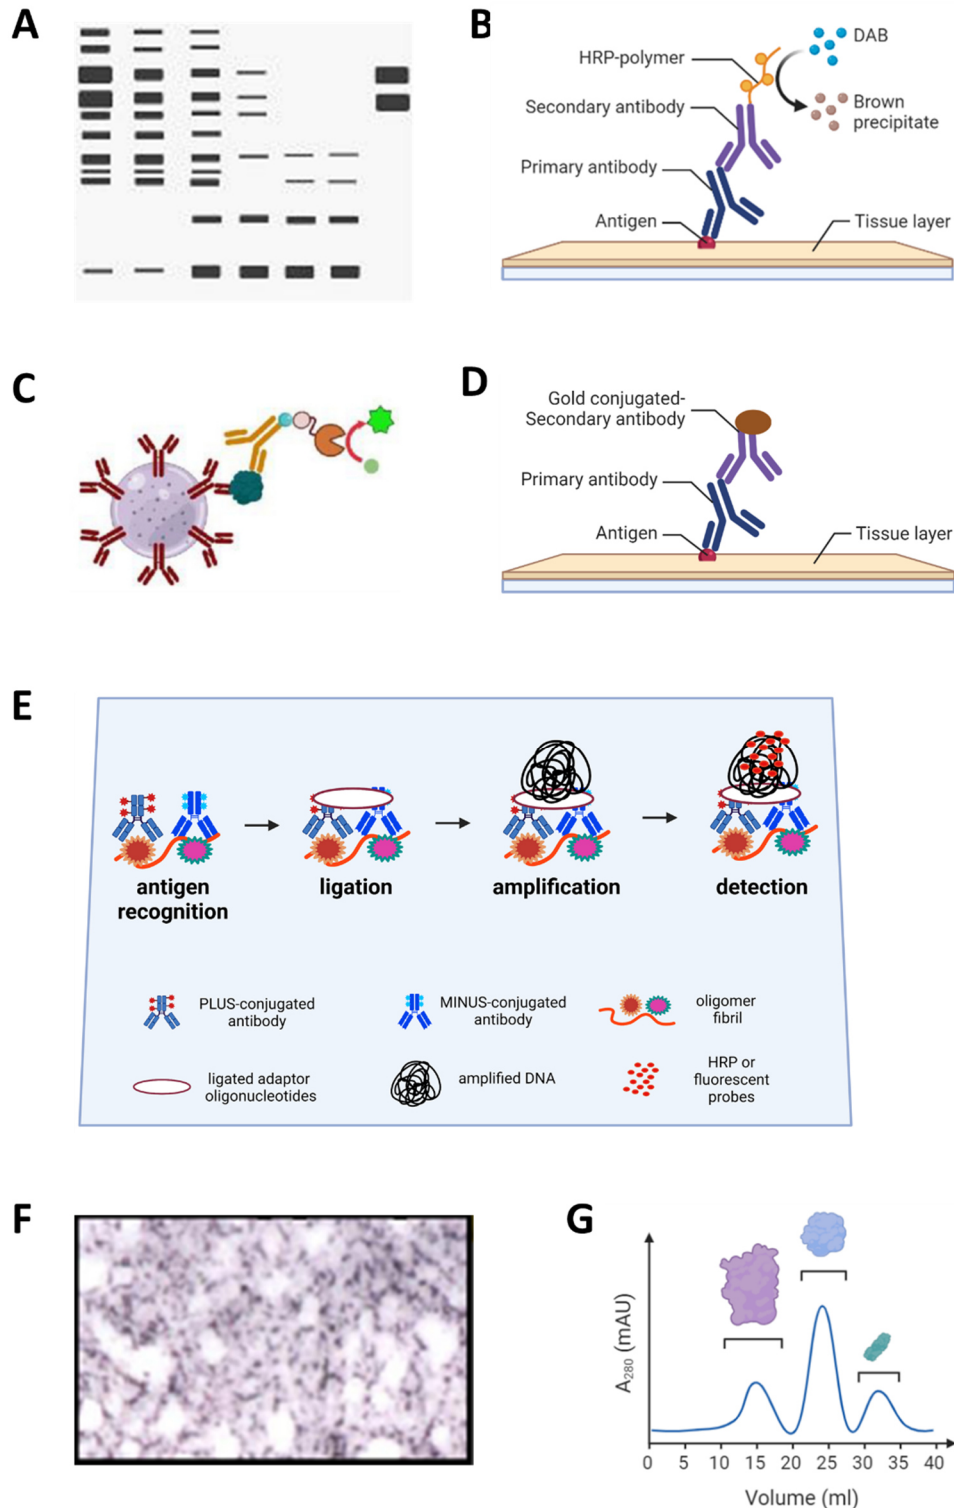 A
B
DAB
HRP-polymer
Secondary antibody
Brown
precipitate
Primary antibody
Antigen
Tissue layer
C
D
Gold conjugated-
Secondary antibody
Primary antibody
Antigen
Tissue layer
E
antigen
recognition
ligation
amplification
detection
PLUS-conjugated
antibody
MINUS-conjugated
antibody
oligomer
fibril
ligated adaptor
oligonucleotides
amplified DNA
HRP or
fluorescent
probes
F
G
A280 (mAU)
0 5 10 15 20 25 30 35 40
Volume (ml)